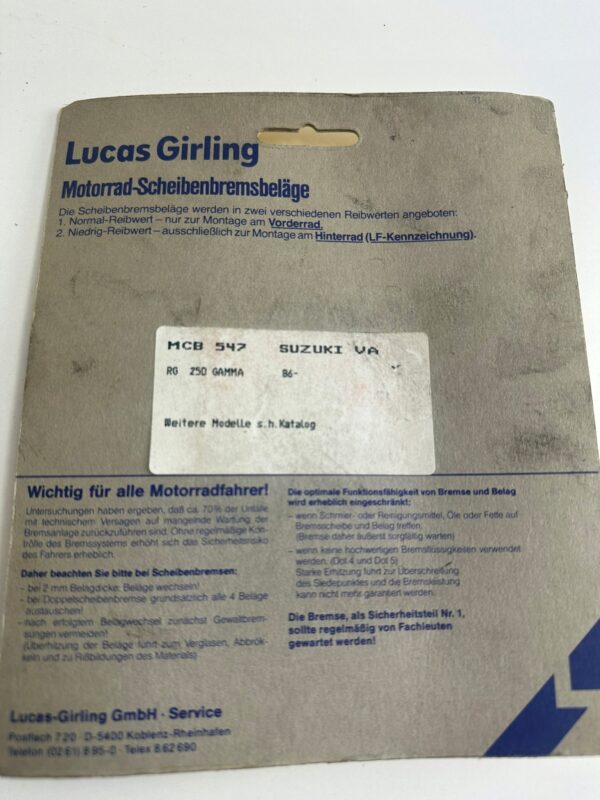 Lucas Girling
Motorrad-Scheibenbremsbeläge
Die Scheibenbremsbeläge werden in zwei verschiedenen Reibwerten angeboten:
1. Normal-Reibwert – nur zur Montage am Vorderrad.
2. Niedrig-Reibwert – ausschließlich zur Montage am Hinterrad (LF-Kennzeichnung).
MCB 547 SUZUKI VA
RG 250 GAMMA 86-
Weitere Modelle s.h.Katalog
Wichtig für alle Motorradfahrer!
Untersuchungen haben ergeben, daß ca. 70% der Unfälle
mit technischem Versagen auf mangelnde Wartung der
Bremsanlage zurückzuführen sind. Ohne regelmäßige Kon-
trolle des Bremssystems erhöht sich das Sicherheitsrisiko
des Fahrers erheblich.
Daher beachten Sie bitte bei Scheibenbremsen:
- bei 2 mm Belagdicke: Beläge wechseln!
- bei Doppelscheibenbremse grundsätzlich alle 4 Beläge
austauschen!
- nach erfolgtem Belagwechsel zunächst Gewaltbrem-
sungen vermeiden!
(Überhitzung der Beläge führt zum Verglasen, Abbrök-
keln und zu Rißbildungen des Materials)
Die optimale Funktionsfähigkeit von Bremse und Belag
wird erheblich eingeschränkt:
- wenn Schmier- oder Reinigungsmittel, Öle oder Fette auf
Bremsscheibe und Belag treffen.
(Bremse daher äußerst sorgfältig warten)
- wenn keine hochwertigen Bremsflüssigkeiten verwendet
werden. (Dot 4 und Dot 5)
Starke Erhitzung führt zur Überschreitung
des Siedepunktes und die Bremsleistung
kann nicht mehr garantiert werden.
Die Bremse, als Sicherheitsteil Nr. 1,
sollte regelmäßig von Fachleuten
gewartet werden!
Lucas-Girling GmbH · Service
Postfach 720 · D-5400 Koblenz-Rheinhafen
Telefon (02 61) 8 95-0 · Telex 8 62 690